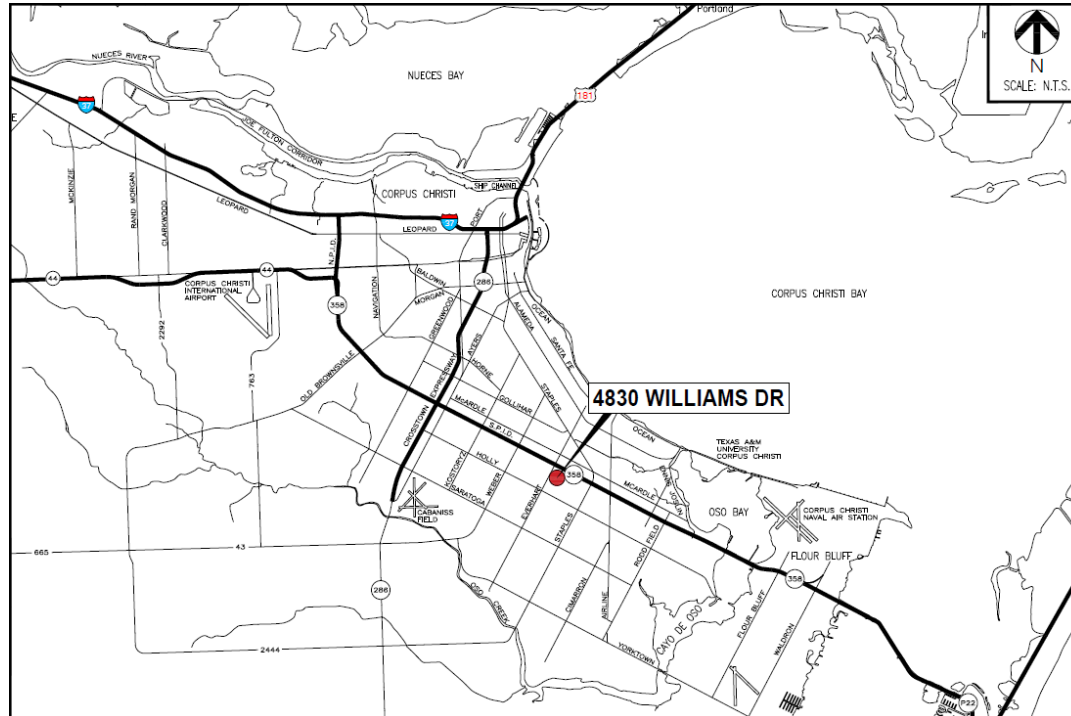 Portland
N
SCALE: N.T.S.
NUECES RIVER
NUECES BAY
181
37
JOE FULTON CORRIDOR
SHIP CHANNEL
CORPUS CHRISTI
MCKINZIE
RAND MORGAN
CLARKWOOD
LEOPARD
37
LEOPARD
PORT
N.P.I.D.
NAVIGATION
44
44
CORPUS CHRISTI
INTERNATIONAL
AIRPORT
BALDWIN
MORGAN
286
CORPUS CHRISTI BAY
358
2292
763
OLD BROWNSVILLE
GREENWOOD
CROSSTOWN EXPRESSWAY
AYERS
HORNE
ALAMEDA
OCEAN
SANTA FE
STAPLES
GOLLIHAR
McARDLE
S.P.I.D.
4830 WILLIAMS DR
OCEAN
TEXAS A&M
UNIVERSITY
CORPUS CHRISTI
KOSTORYZ
SARATOGA
WEBER
HOLLY
EVERHART
358
MCARDLE
ENNIS JOSLIN
OSO BAY
CORPUS CHRISTI
NAVAL AIR STATION
CABANISS
FIELD
STAPLES
RODD FIELD
FLOUR BLUFF
665
43
286
OSO CREEK
CIMARRON
AIRLINE
CAYO DE OSO
358
FLOUR BLUFF
WALDRON
2444
YORKTOWN
P22